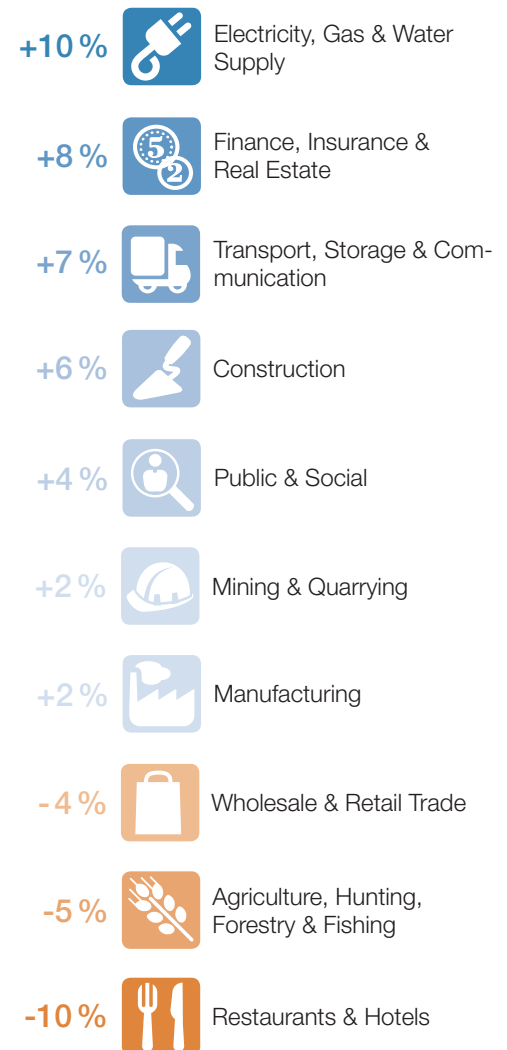 +10 %
Electricity, Gas & Water
Supply
+8 %
5
2
Finance, Insurance &
Real Estate
+7 %
Transport, Storage & Com-
munication
+6 %
Construction
+4 %
Public & Social
+2 %
Mining & Quarrying
+2 %
Manufacturing
-4 %
Wholesale & Retail Trade
-5 %
Agriculture, Hunting,
Forestry & Fishing
-10 %
Restaurants & Hotels